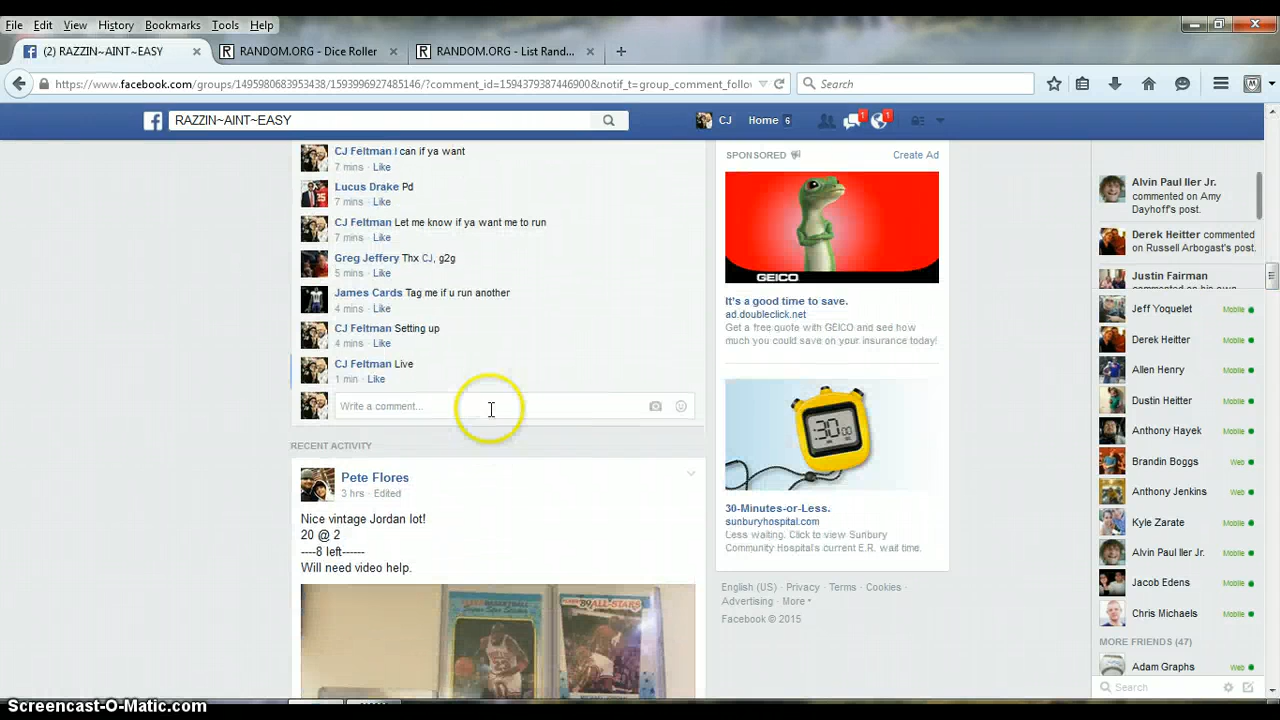 File Edit View History Bookmarks Tools Help
(2) RAZZIN~AINT~EASY × RANDOM.ORG - Dice Roller × RANDOM.ORG - List Rand... × +
https://www.facebook.com/groups/1495980683953438/1593996927485146/?comment_id=1594379387446900&notif_t=group_comment_follo
Search
RAZZIN~AINT~EASY
CJ Home 6
1 1
CJ Feltman I can if ya want
7 mins · Like
Lucus Drake Pd
7 mins · Like
CJ Feltman Let me know if ya want me to run
7 mins · Like
Greg Jeffery Thx CJ, g2g
5 mins · Like
James Cards Tag me if u run another
4 mins · Like
CJ Feltman Setting up
4 mins · Like
CJ Feltman Live
1 min · Like
Write a comment...
RECENT ACTIVITY
Pete Flores
3 hrs · Edited
Nice vintage Jordan lot!
20 @ 2
----8 left------
Will need video help.
SPONSORED Create Ad
GEICO
It's a good time to save.
ad.doubleclick.net
Get a free quote with GEICO and see how
much you could save on your insurance today!
30:00
30-Minutes-or-Less.
sunburyhospital.com
Less waiting. Click to view Sunbury
Community Hospital's current E.R. wait time.
English (US) · Privacy · Terms · Cookies ·
Advertising · More
Facebook © 2015
Alvin Paul Iler Jr.
commented on Amy
Dayhoff's post.
Derek Heitter commented
on Russell Arbogast's post.
Justin Fairman
commented on his own
Jeff Yoquelet Mobile
Derek Heitter Mobile
Allen Henry Mobile
Dustin Heitter Mobile
Anthony Hayek Mobile
Brandin Boggs Web
Anthony Jenkins Web
Kyle Zarate Mobile
Alvin Paul Iler Jr. Mobile
Jacob Edens Mobile
Chris Michaels Mobile
MORE FRIENDS (47)
Adam Graphs Web
Search
Screencast-O-Matic.com